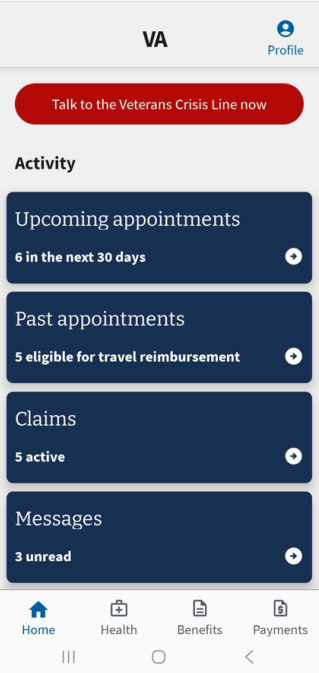 VA
Profile
Talk to the Veterans Crisis Line now
Activity
Upcoming appointments
6 in the next 30 days
Past appointments
5 eligible for travel reimbursement
Claims
5 active
Messages
3 unread
Home Health Benefits Payments